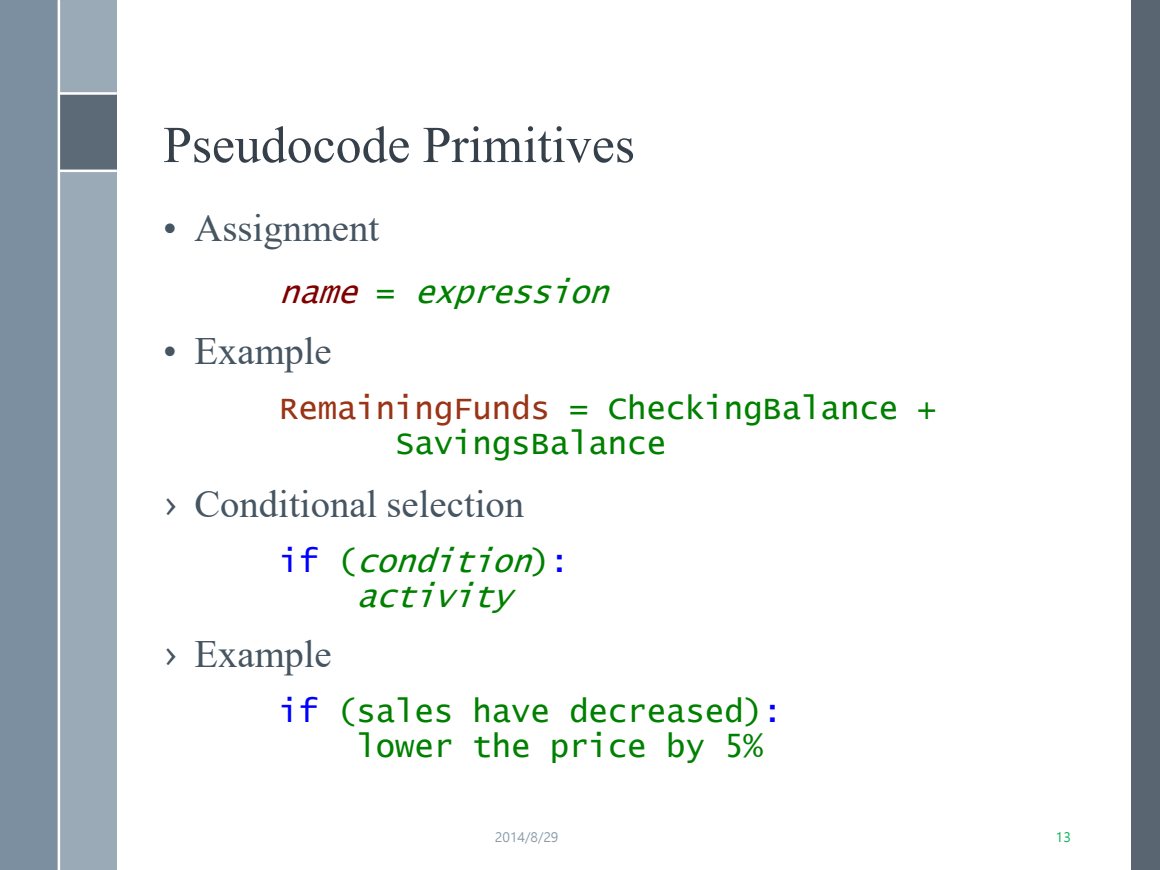 Pseudocode Primitives
• Assignment
name = expression
• Example
RemainingFunds = CheckingBalance +
SavingsBalance
› Conditional selection
if (condition):
activity
› Example
if (sales have decreased):
lower the price by 5%
2014/8/29
13